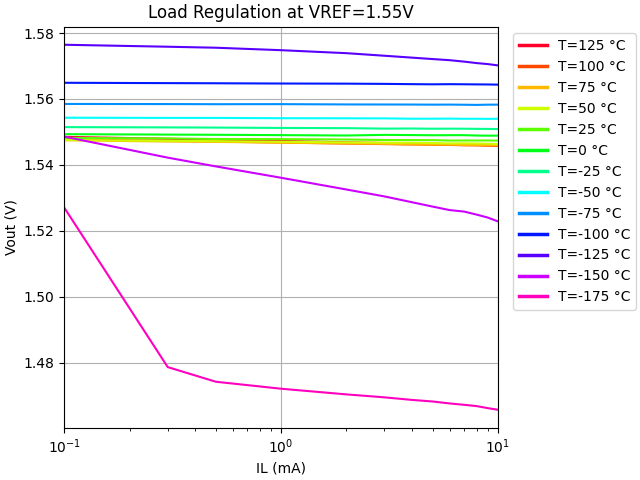 Load Regulation at VREF=1.55V
Vout (V)
1.58
1.56
1.54
1.52
1.50
1.48
10⁻¹
10⁰
10¹
IL (mA)
T=125 °C
T=100 °C
T=75 °C
T=50 °C
T=25 °C
T=0 °C
T=-25 °C
T=-50 °C
T=-75 °C
T=-100 °C
T=-125 °C
T=-150 °C
T=-175 °C